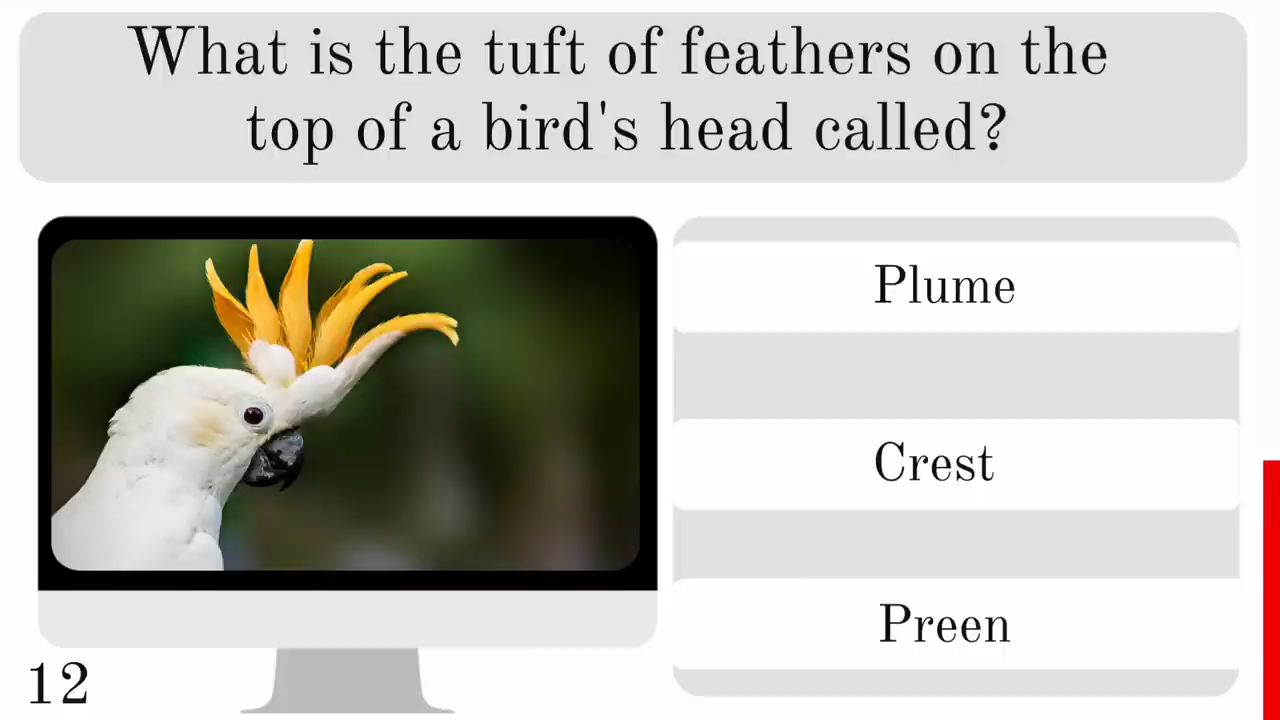 What is the tuft of feathers on the
top of a bird's head called?
Plume
Crest
Preen
12